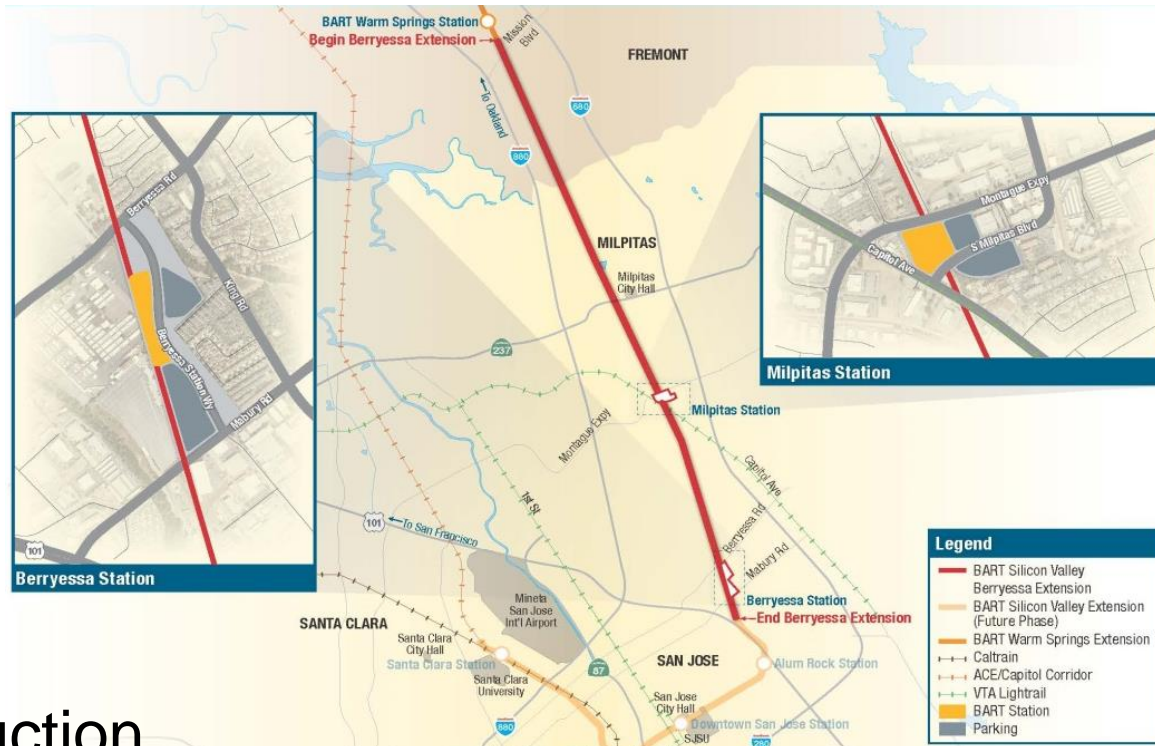 BART Warm Springs Station
Begin Berryessa Extension
Mission
Blvd
FREMONT
To Oakland
680
880
MILPITAS
Milpitas
City Hall
237
Milpitas Station
Montague Expy
Capitol Ave
1st St
101
To San Francisco
Berryessa Rd
Mabury Rd
Berryessa Station
End Berryessa Extension
Mineta
San Jose
Int'l Airport
SANTA CLARA
Santa Clara
City Hall
Santa Clara Station
Santa Clara
University
87
SAN JOSE
Alum Rock Station
San Jose
City Hall
Downtown San Jose Station
SJSU
880
280
Berryessa Rd
King Rd
Berryessa Station Wy
Mabury Rd
101
Berryessa Station
Montague Expy
S Milpitas Blvd
Capitol Ave
Milpitas Station
Legend
BART Silicon Valley
Berryessa Extension
BART Silicon Valley Extension
(Future Phase)
BART Warm Springs Extension
Caltrain
ACE/Capitol Corridor
VTA Lightrail
BART Station
Parking
uction